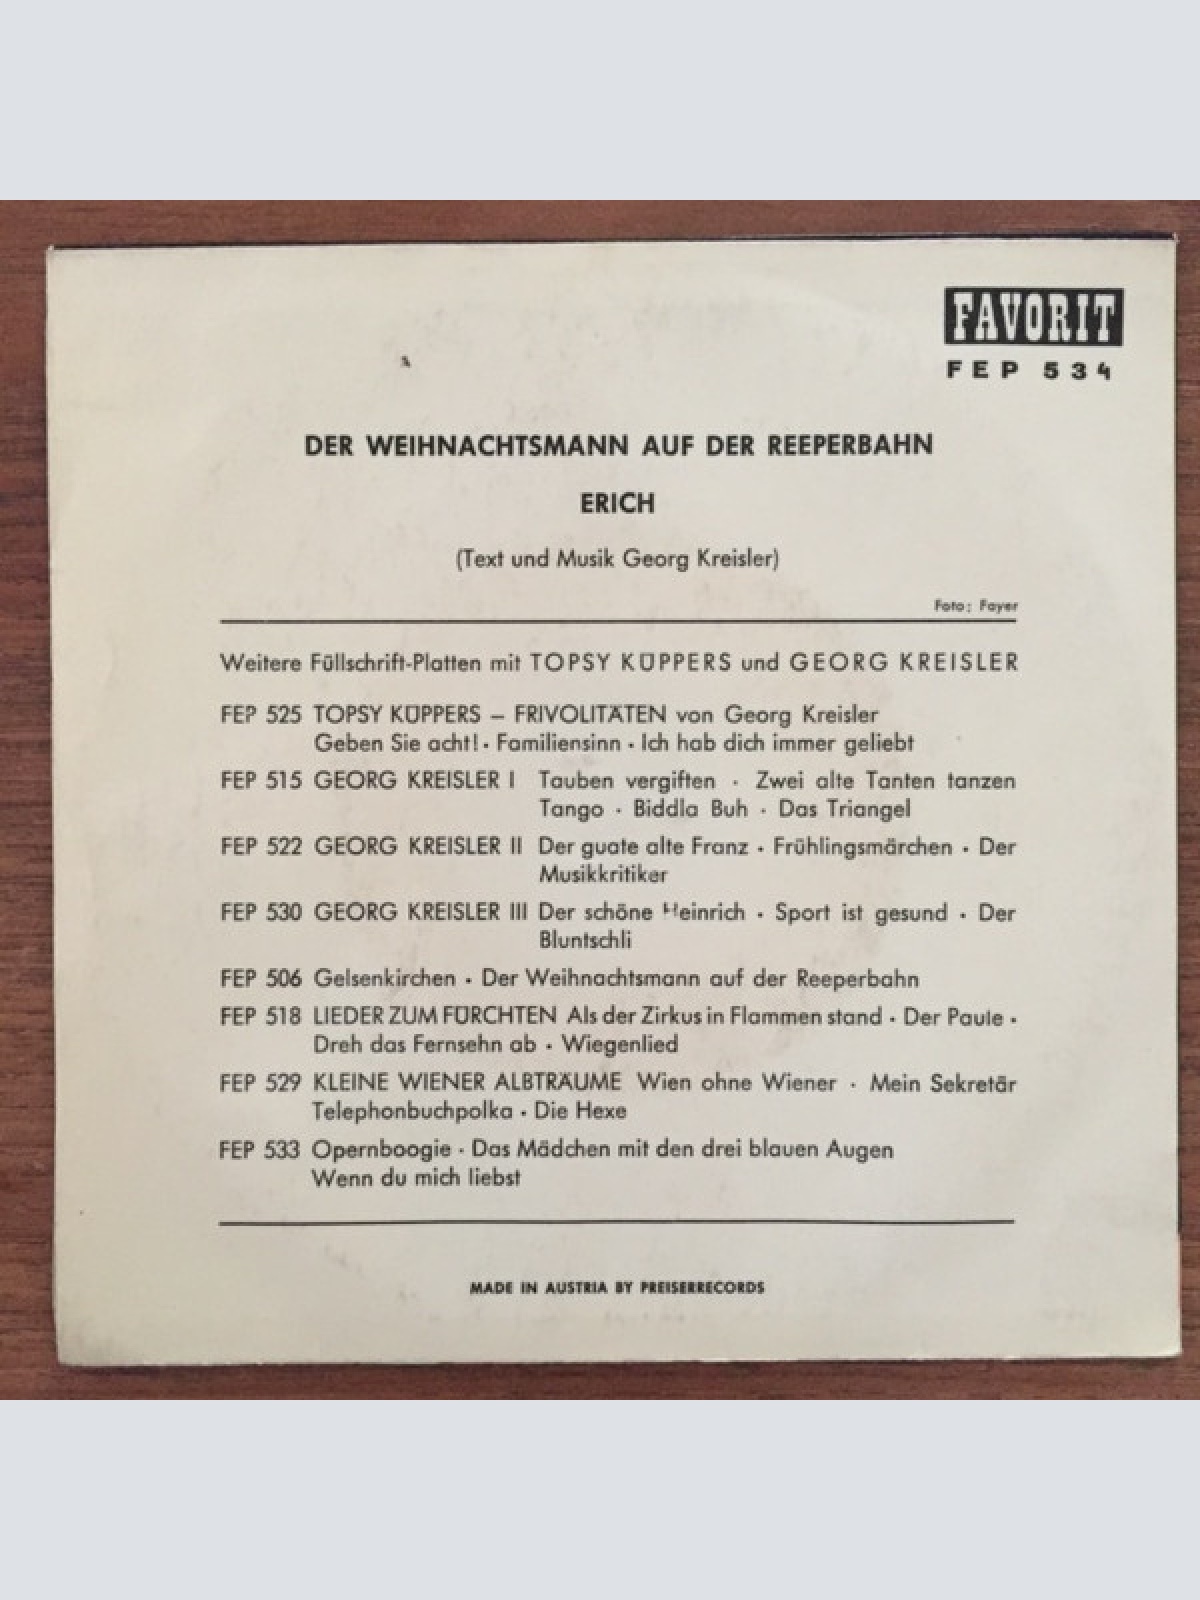 FAVORIT
FEP 534
DER WEIHNACHTSMANN AUF DER REEPERBAHN
ERICH
(Text und Musik Georg Kreisler)
Foto: Fayer
Weitere Füllschrift-Platten mit TOPSY KÜPPERS und GEORG KREISLER
FEP 525 TOPSY KÜPPERS – FRIVOLITÄTEN von Georg Kreisler
Geben Sie acht! · Familiensinn · Ich hab dich immer geliebt
FEP 515 GEORG KREISLER I Tauben vergiften · Zwei alte Tanten tanzen
Tango · Biddla Buh · Das Triangel
FEP 522 GEORG KREISLER II Der guate alte Franz · Frühlingsmärchen · Der
Musikkritiker
FEP 530 GEORG KREISLER III Der schöne Heinrich · Sport ist gesund · Der
Bluntschli
FEP 506 Gelsenkirchen · Der Weihnachtsmann auf der Reeperbahn
FEP 518 LIEDER ZUM FÜRCHTEN Als der Zirkus in Flammen stand · Der Paule ·
Dreh das Fernsehn ab · Wiegenlied
FEP 529 KLEINE WIENER ALBTRÄUME Wien ohne Wiener · Mein Sekretär
Telephonbuchpolka · Die Hexe
FEP 533 Opernboogie · Das Mädchen mit den drei blauen Augen
Wenn du mich liebst
MADE IN AUSTRIA BY PREISERRECORDS